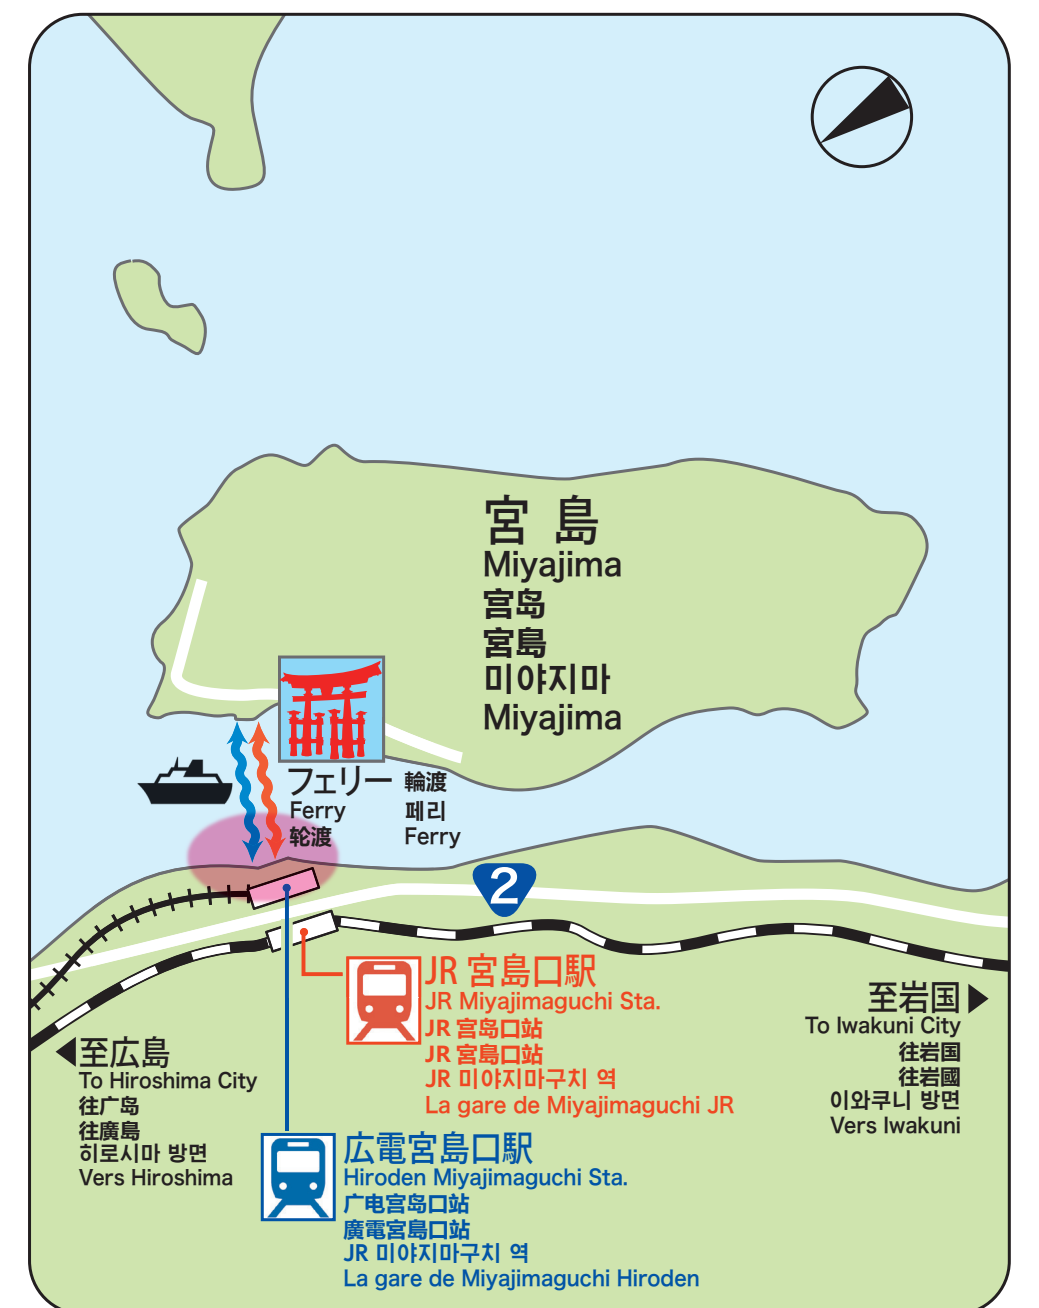 宮島
Miyajima
宫岛
宮島
미야지마
Miyajima
フェリー
Ferry
轮渡
輪渡
페리
Ferry
2
JR 宮島口駅
JR Miyajimaguchi Sta.
JR 宫岛口站
JR 宮島口站
JR 미야지마구치 역
La gare de Miyajimaguchi JR
至岩国
To Iwakuni City
往岩国
往岩國
이와쿠니 방면
Vers Iwakuni
至広島
To Hiroshima City
往广岛
往廣島
히로시마 방면
Vers Hiroshima
広電宮島口駅
Hiroden Miyajimaguchi Sta.
广电宫岛口站
廣電宮島口站
JR 미야지마구치 역
La gare de Miyajimaguchi Hiroden